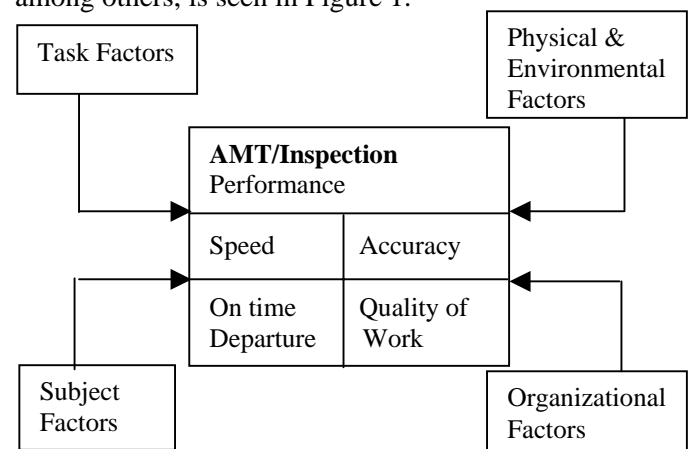 among others, is seen in Figure 1.
Task Factors
Physical &
Environmental
Factors
AMT/Inspection
Performance
Speed
Accuracy
On time
Departure
Quality of
Work
Subject
Factors
Organizational
Factors